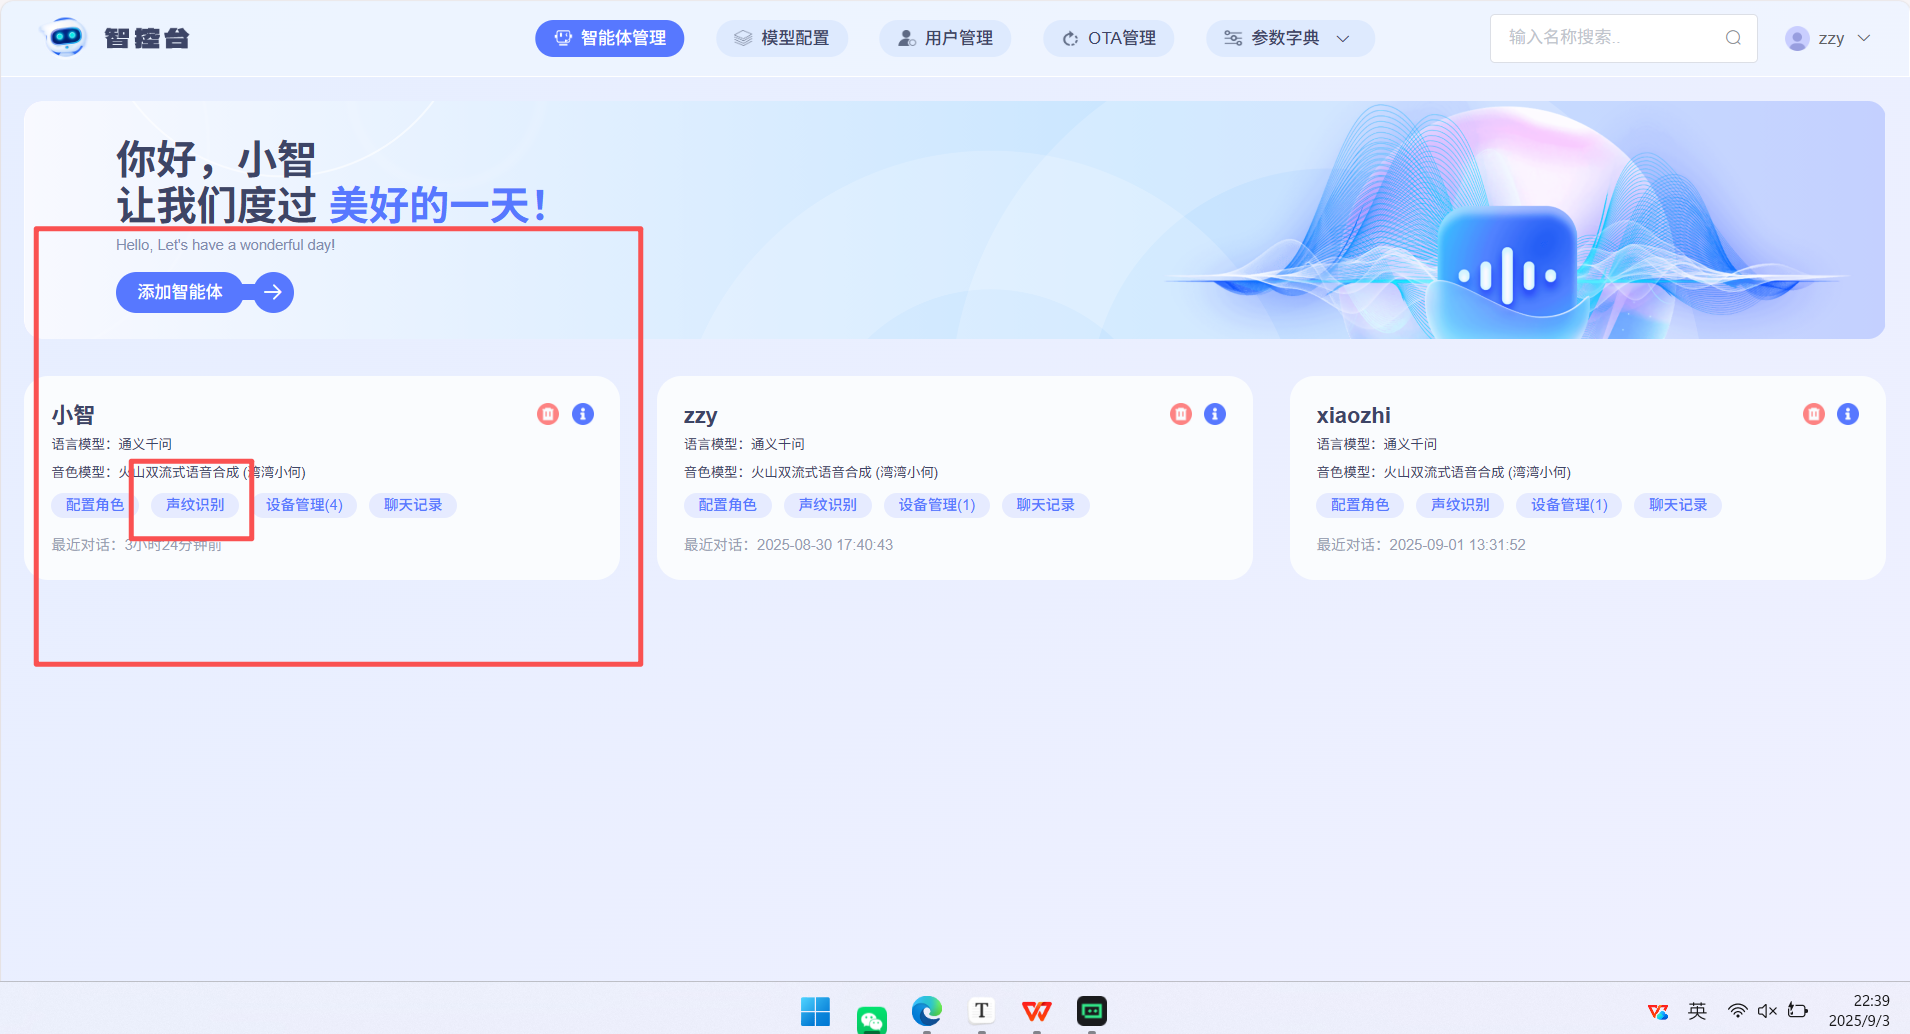 智控台
智能体管理
模型配置
用户管理
OTA管理
参数字典
输入名称搜索..
zzy
你好，小智
让我们度过 美好的一天！
Hello, Let's have a wonderful day!
添加智能体
小智
语言模型：通义千问
音色模型：火山双流式语音合成 (湾湾小何)
配置角色 声纹识别 设备管理(4) 聊天记录
最近对话：3小时24分钟前
zzy
语言模型：通义千问
音色模型：火山双流式语音合成 (湾湾小何)
配置角色 声纹识别 设备管理(1) 聊天记录
最近对话：2025-08-30 17:40:43
xiaozhi
语言模型：通义千问
音色模型：火山双流式语音合成 (湾湾小何)
配置角色 声纹识别 设备管理(1) 聊天记录
最近对话：2025-09-01 13:31:52
T
英
22:39
2025/9/3